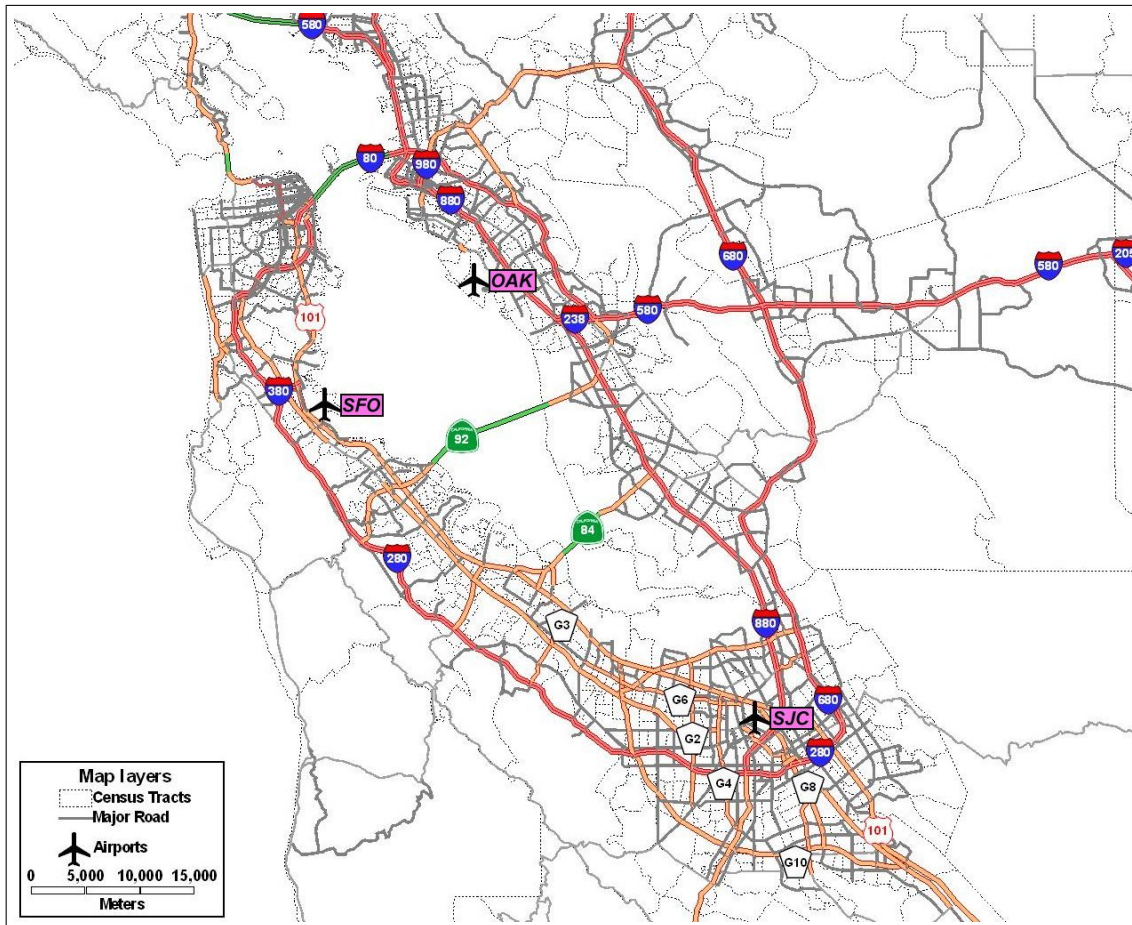 580
80
980
880
OAK
680
580
205
238
580
101
380
SFO
CALIFORNIA
92
CALIFORNIA
84
280
G3
880
G6
680
SJC
G2
280
G4
G8
101
G10
Map layers
Census Tracts
Major Road
Airports
0 5,000 10,000 15,000
Meters